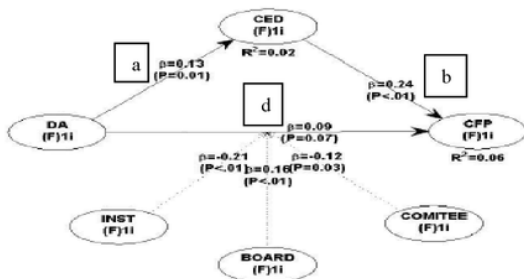 CED
(F)1i
R²=0.02
a
β=0.13
(P=0.01)
b
β=0.24
(P<.01)
d
DA
(F)1i
β=0.09
(P=0.07)
CFP
(F)1i
R²=0.06
β=-0.21
(P<.01)
β=0.16
(P<.01)
β=-0.12
(P=0.03)
INST
(F)1i
BOARD
(F)1i
COMITEE
(F)1i